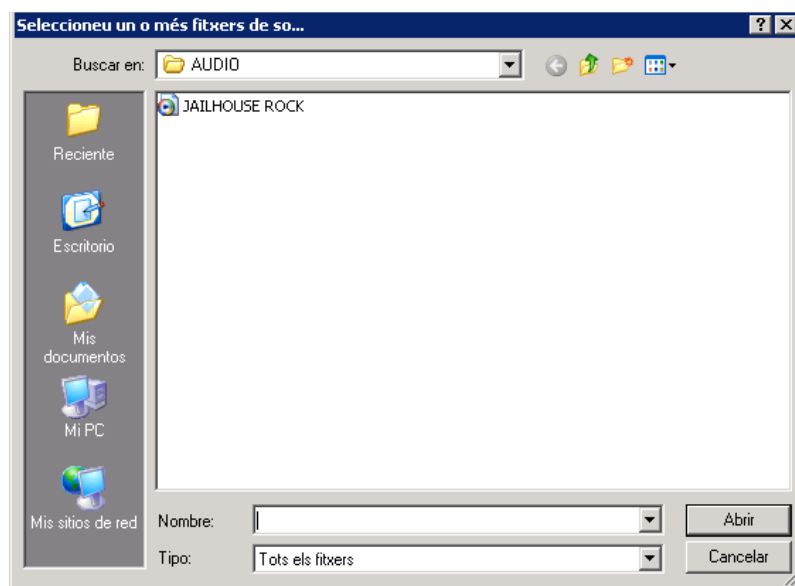 Seleccioneu un o més fitxers de so...
Buscar en:
AUDIO
JAILHOUSE ROCK
Reciente
Escritorio
Mis
documentos
Mi PC
Mis sitios de red
Nombre:
Abrir
Tipo:
Tots els fitxers
Cancelar